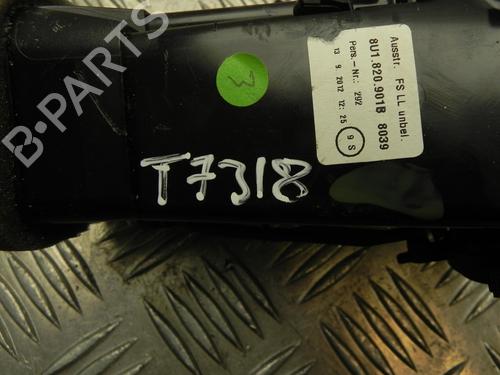 Ausstr. FS LL unbel.
8U1.820.901B 8039
Pers.-Nr.: 292
13 9 2012 12:25
9 S
3
T7318
B-PARTS